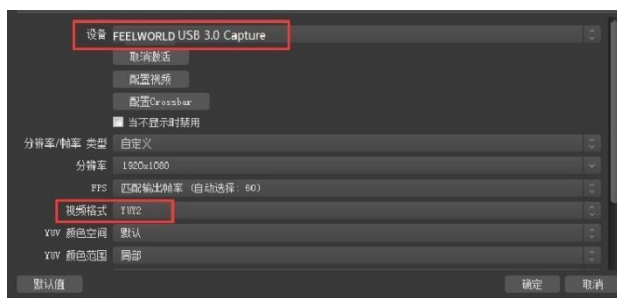 设备 FEELWORLD USB 3.0 Capture
取消激活
配置视频
配置Crossbar
当不显示时禁用
分辨率/帧率 类型 自定义
分辨率 1920x1080
FPS 匹配输出帧率 (自动选择: 60)
视频格式 YUY2
YUV 颜色空间 默认
YUV 颜色范围 局部
默认值 确定 取消